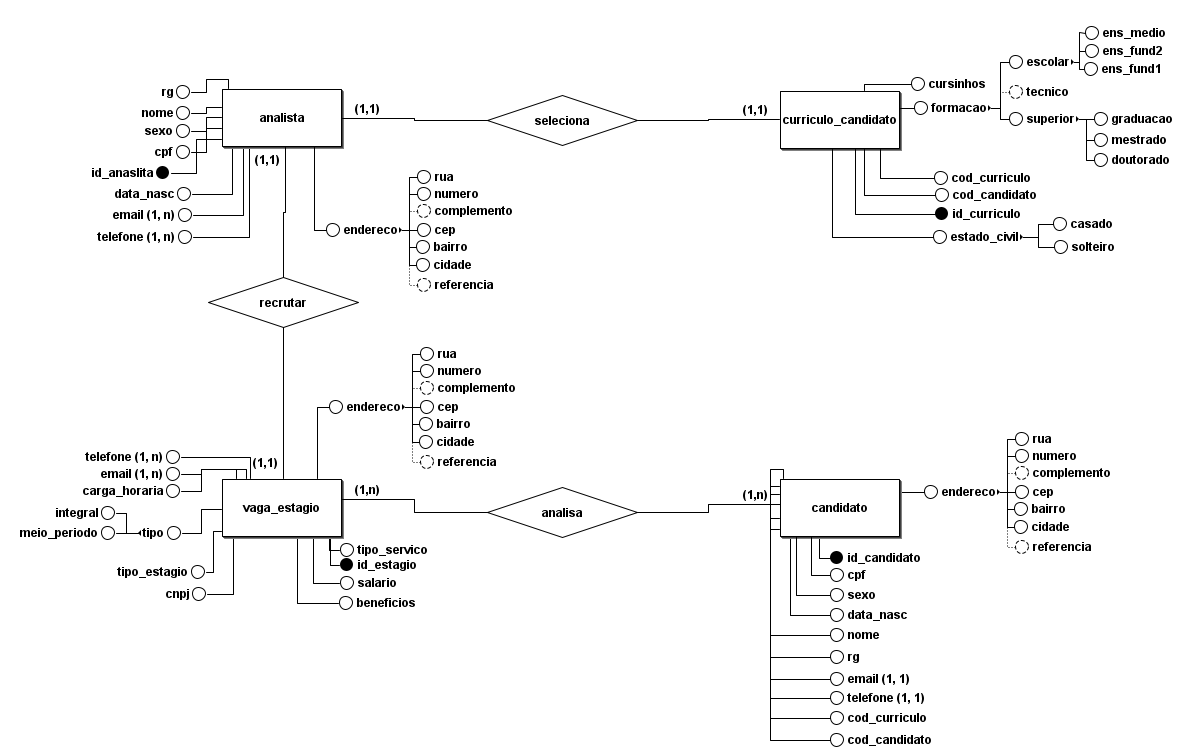 rg
nome
sexo
cpf
id_anaslita
data_nasc
email (1, n)
telefone (1, n)
analista
(1,1)
(1,1)
endereco
rua
numero
complemento
cep
bairro
cidade
referencia
seleciona
(1,1)
curriculo_candidato
cursinhos
formacao
escolar
ens_medio
ens_fund2
ens_fund1
tecnico
superior
graduacao
mestrado
doutorado
cod_curriculo
cod_candidato
id_curriculo
estado_civil
casado
solteiro
recrutar
(1,1)
telefone (1, n)
email (1, n)
carga_horaria
integral
meio_periodo
tipo
tipo_estagio
cnpj
vaga_estagio
endereco
rua
numero
complemento
cep
bairro
cidade
referencia
tipo_servico
id_estagio
salario
beneficios
(1,n)
analisa
(1,n)
candidato
endereco
rua
numero
complemento
cep
bairro
cidade
referencia
id_candidato
cpf
sexo
data_nasc
nome
rg
email (1, 1)
telefone (1, 1)
cod_curriculo
cod_candidato